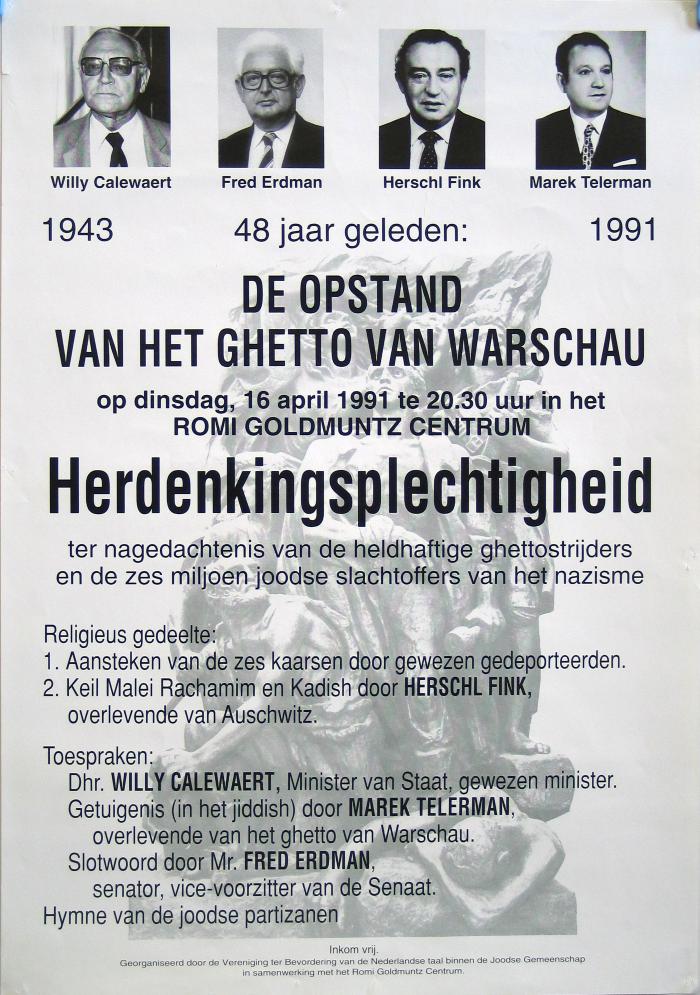 Willy Calewaert Fred Erdman Herschl Fink Marek Telerman
1943 48 jaar geleden: 1991
DE OPSTAND
VAN HET GHETTO VAN WARSCHAU
op dinsdag, 16 april 1991 te 20.30 uur in het
ROMI GOLDMUNTZ CENTRUM
Herdenkingsplechtigheid
ter nagedachtenis van de heldhaftige ghettostrijders
en de zes miljoen joodse slachtoffers van het nazisme
Religieus gedeelte:
1. Aansteken van de zes kaarsen door gewezen gedeporteerden.
2. Keil Malei Rachamim en Kadish door HERSCHL FINK,
overlevende van Auschwitz.
Toespraken:
Dhr. WILLY CALEWAERT, Minister van Staat, gewezen minister.
Getuigenis (in het jiddish) door MAREK TELERMAN,
overlevende van het ghetto van Warschau.
Slotwoord door Mr. FRED ERDMAN,
senator, vice-voorzitter van de Senaat.
Hymne van de joodse partizanen
Inkom vrij.
Georganiseerd door de Vereniging ter Bevordering van de Nederlandse taal binnen de Joodse Gemeenschap
in samenwerking met het Romi Goldmuntz Centrum.